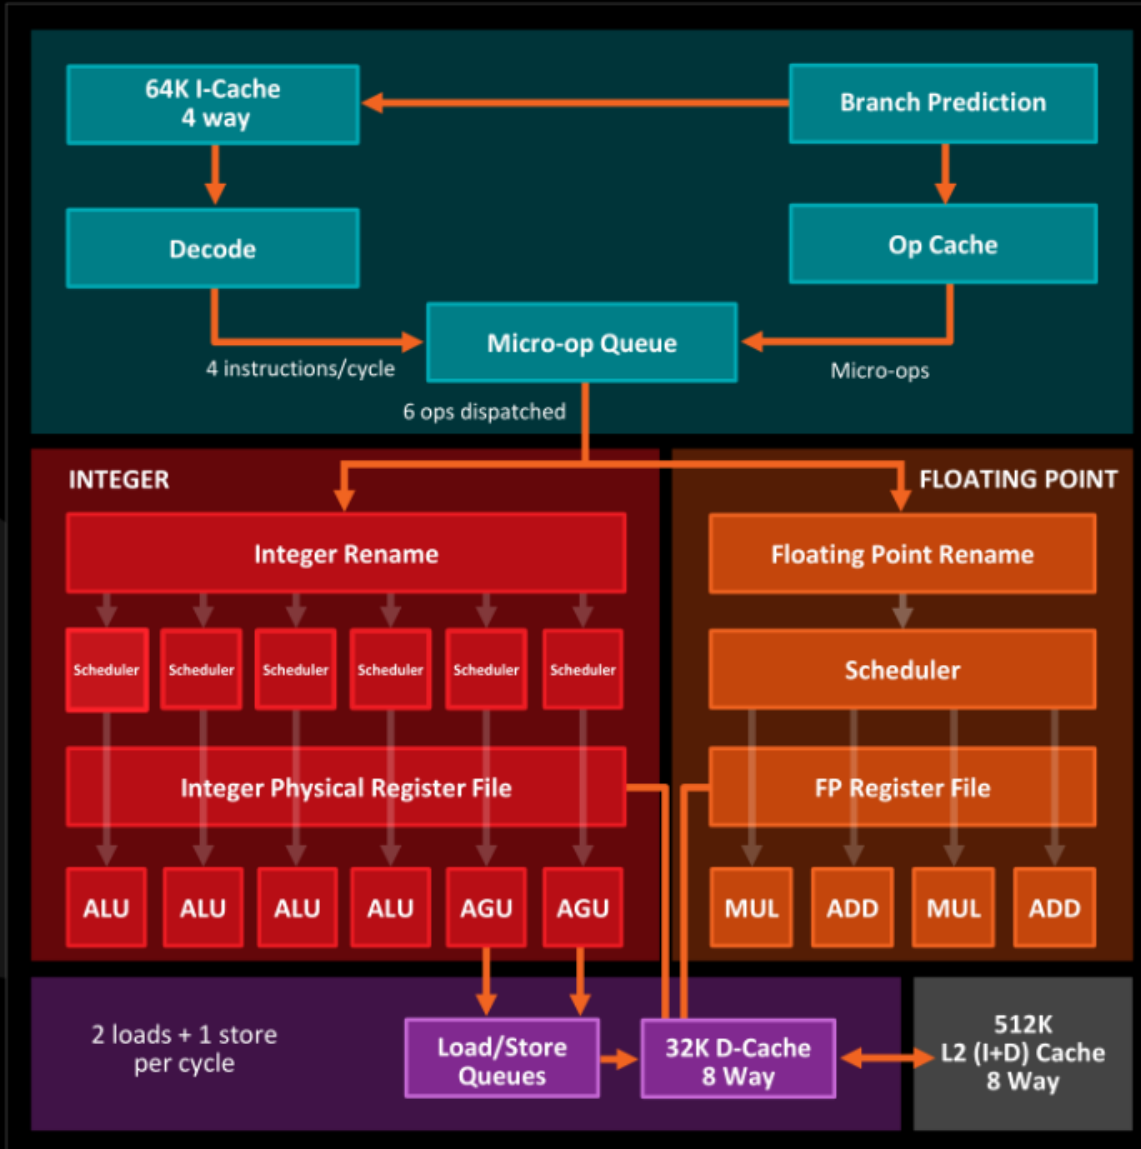 64K I-Cache
4 way
Branch Prediction
Decode
Op Cache
Micro-op Queue
4 instructions/cycle
Micro-ops
6 ops dispatched
INTEGER
FLOATING POINT
Integer Rename
Floating Point Rename
Scheduler
Scheduler
Scheduler
Scheduler
Scheduler
Scheduler
Scheduler
Integer Physical Register File
FP Register File
ALU
ALU
ALU
ALU
AGU
AGU
MUL
ADD
MUL
ADD
2 loads + 1 store
per cycle
Load/Store
Queues
32K D-Cache
8 Way
512K
L2 (I+D) Cache
8 Way